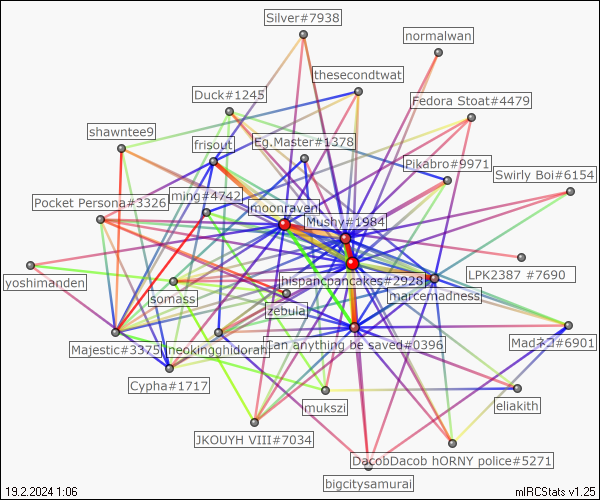 Silver#7938
normalwan
thesecondtwat
Duck#1245
Fedora Stoat#4479
shawntee9
frisout
Eg.Master#1378
Pikabro#9971
Swirly Boi#6154
ming#4742
Pocket Persona#3326
moonraven
Mushy#1984
LPK2387 #7690
yoshimanden
hispancpancakes#2928
somass
marcemadness
zebula
Majestic#3375
neokingghidorah
Can anything be saved#0396
Madネコ#6901
Cypha#1717
mukszi
eliakith
JKOUYH VIII#7034
DacobDacob hORNY police#5271
bigcitysamurai
19.2.2024 1:06
mIRCStats v1.25